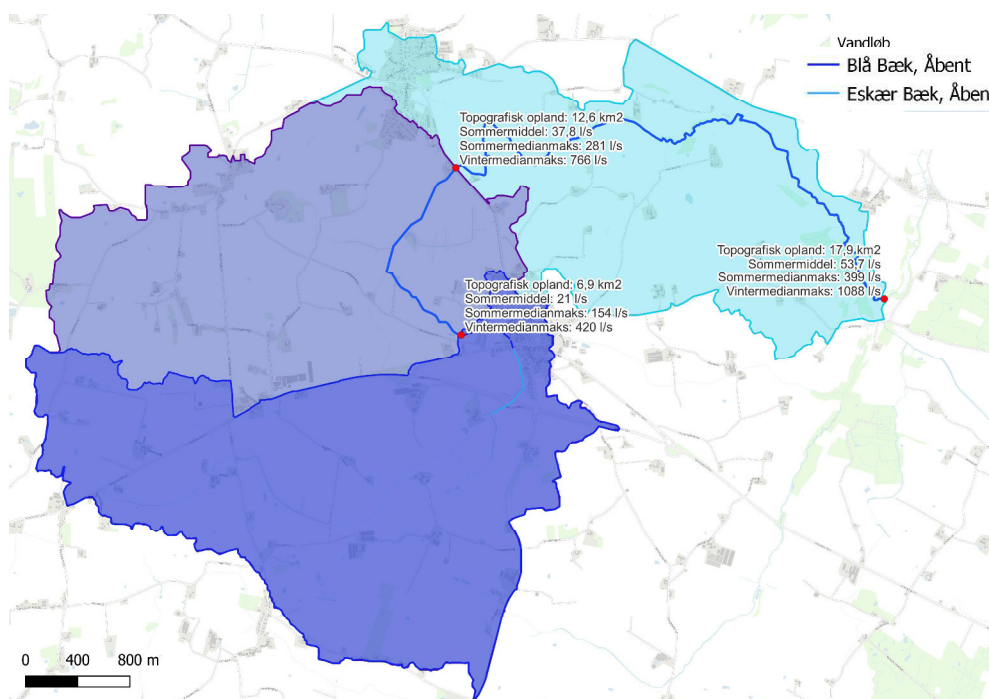 Vandløb
Blå Bæk, Åbent
Eskær Bæk, Åben
Topografisk opland: 12,6 km2
Sommermiddel: 37,8 l/s
Sommermedianmaks: 281 l/s
Vintermedianmaks: 766 l/s
Topografisk opland: 17,9 km2
Sommermiddel: 53,7 l/s
Sommermedianmaks: 399 l/s
Vintermedianmaks: 1088 l/s
Topografisk opland: 6,9 km2
Sommermiddel: 21 l/s
Sommermedianmaks: 154 l/s
Vintermedianmaks: 420 l/s
0 400 800 m